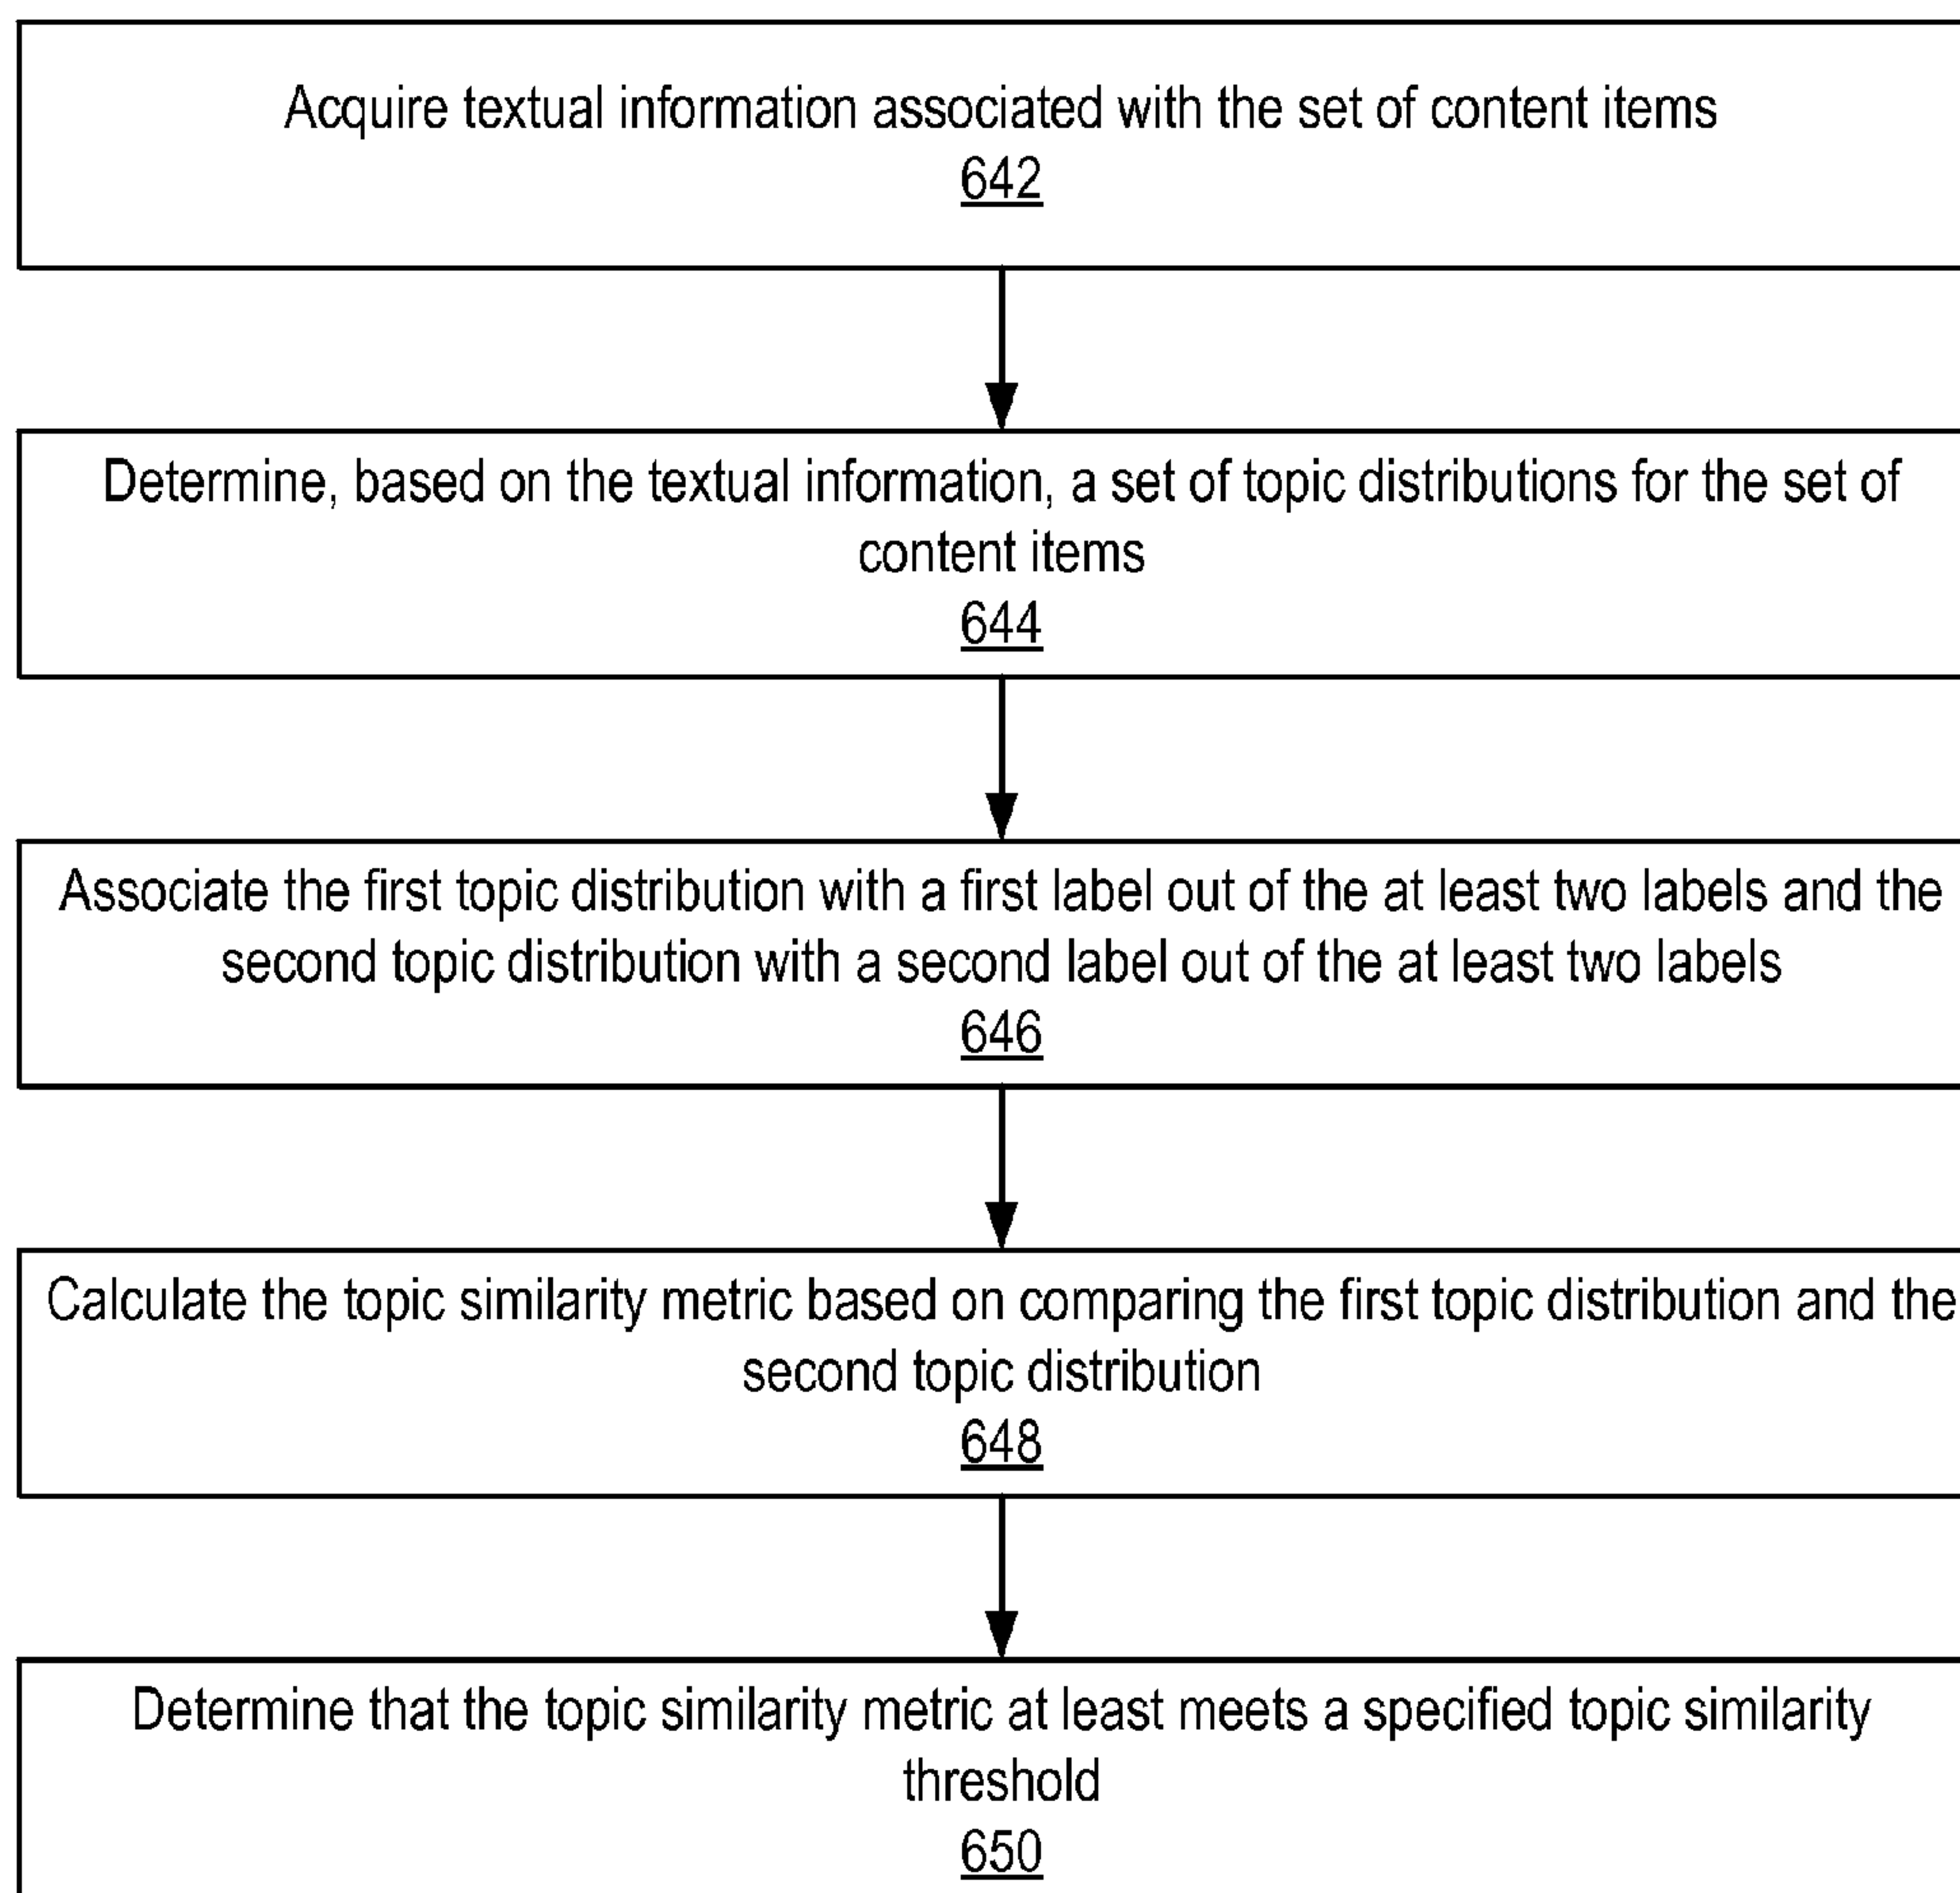 Acquire textual information associated with the set of content items
642
Determine, based on the textual information, a set of topic distributions for the set of
content items
644
Associate the first topic distribution with a first label out of the at least two labels and the
second topic distribution with a second label out of the at least two labels
646
Calculate the topic similarity metric based on comparing the first topic distribution and the
second topic distribution
648
Determine that the topic similarity metric at least meets a specified topic similarity
threshold
650